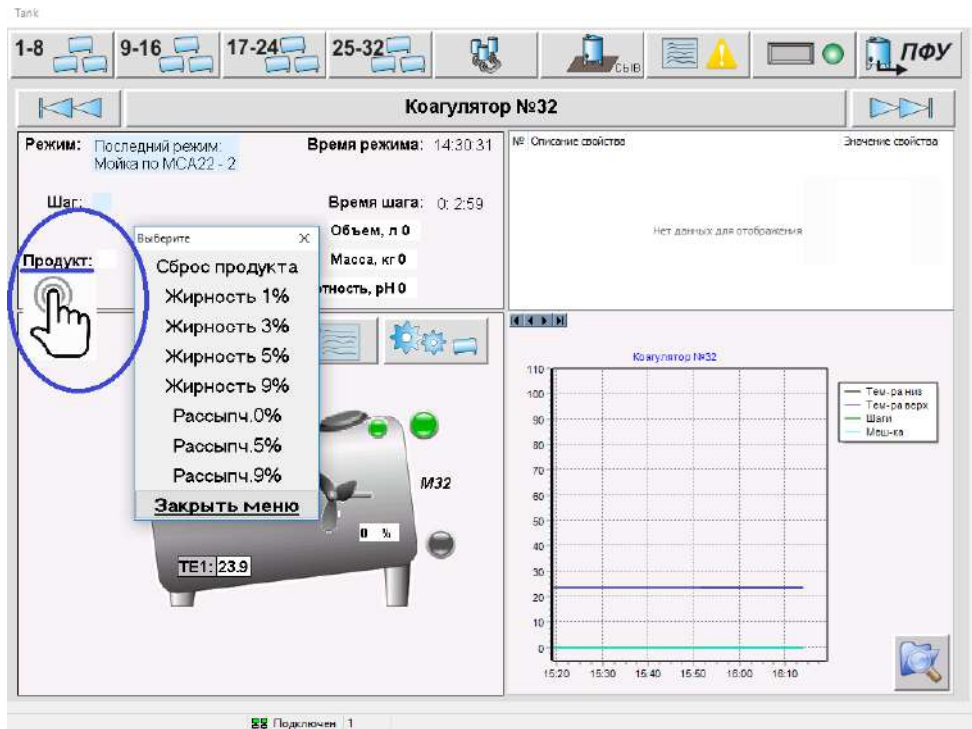 Tank
1-8
9-16
17-24
25-32
СЫВ
ПФУ
Коагулятор №32
Режим:
Последний режим:
Мойка по МСА22 - 2
Время режима: 14:30:31
Шаг:
Время шага: 0: 2:59
Объем, л 0
Продукт:
Масса, кг 0
тность, pH 0
Выберите
Сброс продукта
Жирность 1%
Жирность 3%
Жирность 5%
Жирность 9%
Рассыпч.0%
Рассыпч.5%
Рассыпч.9%
Закрыть меню
№ Описание свойства
Значение свойства
Нет данных для отображения
M32
0 %
TE1: 23.9
Коагулятор №32
110
100
90
80
70
60
50
40
30
20
10
0
15:20 15:30 15:40 15:50 16:00 16:10
Тем-ра низ
Тем-ра верх
Шаги
Меш-ка
Подключен 1